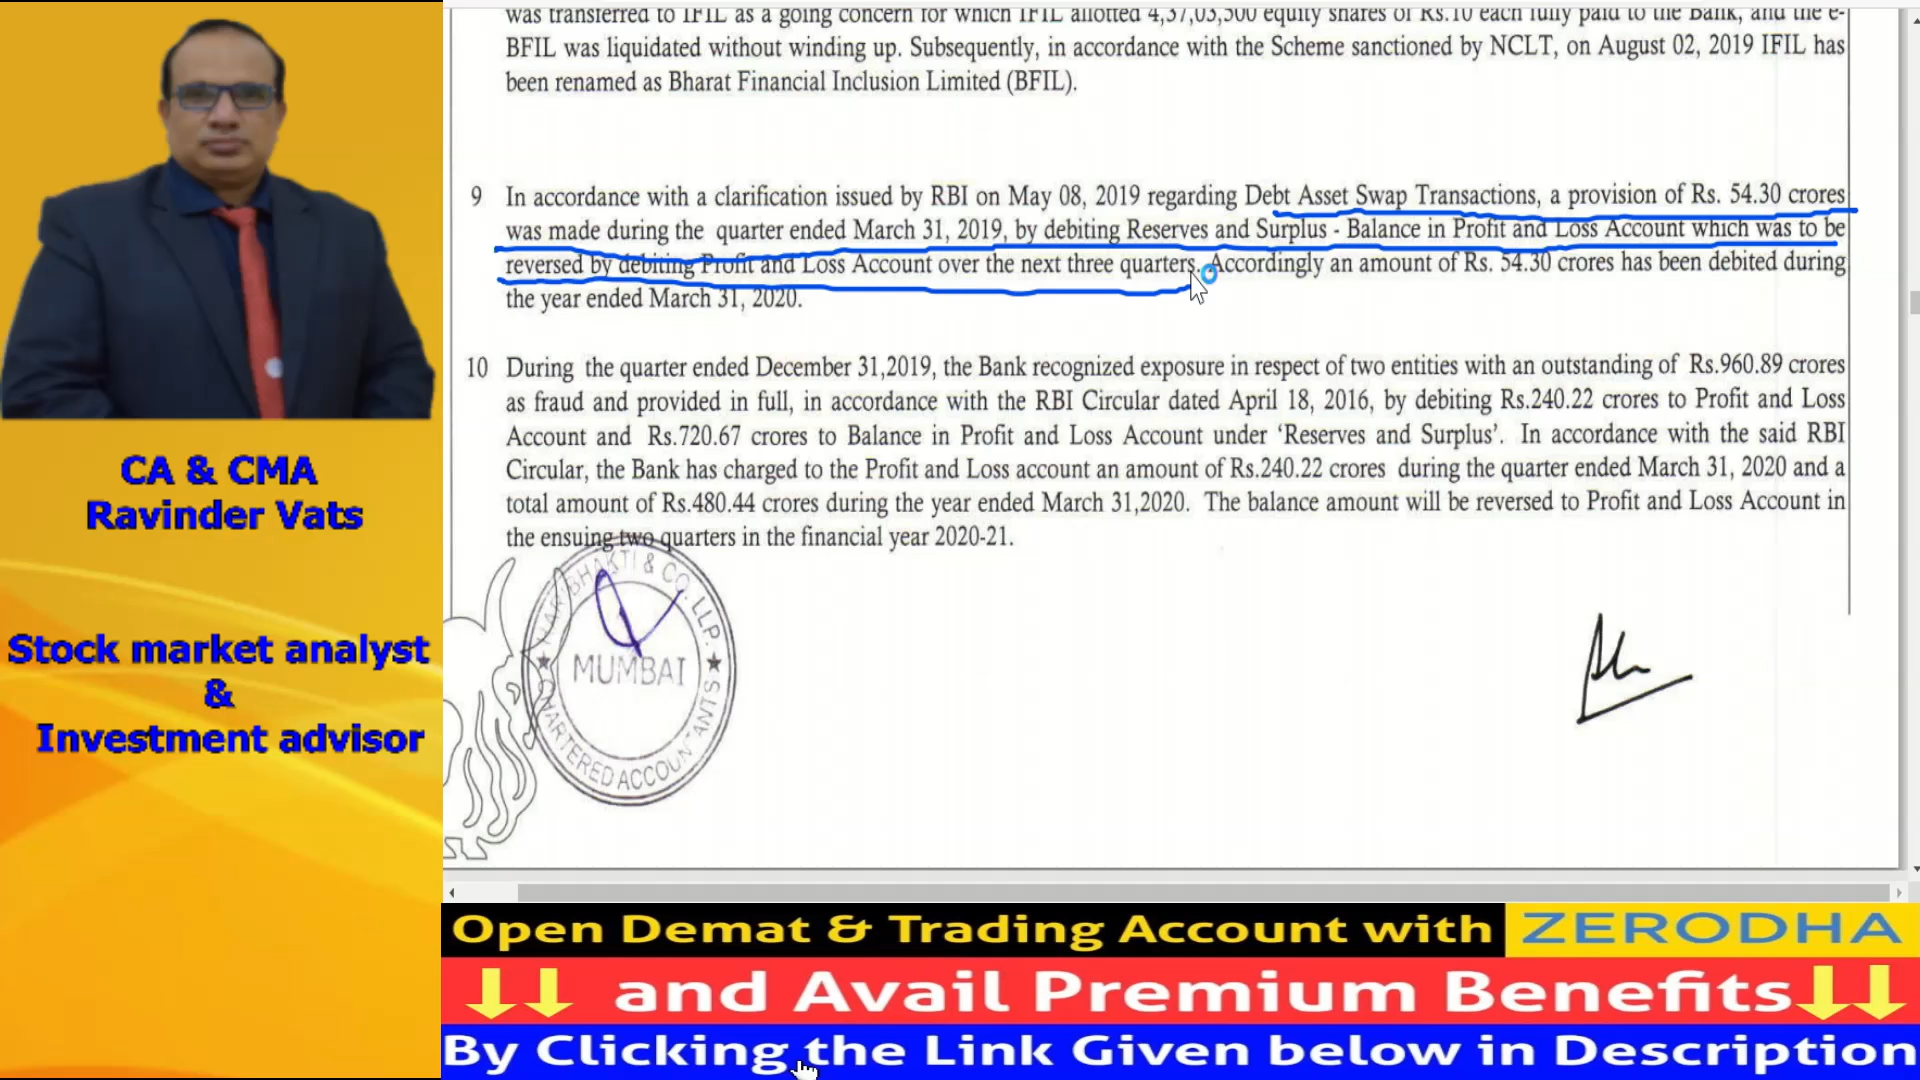 CA & CMA
Ravinder Vats
Stock market analyst
&
Investment advisor
was transferred to IFIL as a going concern for which IFIL allotted 4,37,03,500 equity shares of Rs.10 each fully paid to the Bank, and the e-
BFIL was liquidated without winding up. Subsequently, in accordance with the Scheme sanctioned by NCLT, on August 02, 2019 IFIL has
been renamed as Bharat Financial Inclusion Limited (BFIL).
9 In accordance with a clarification issued by RBI on May 08, 2019 regarding Debt Asset Swap Transactions, a provision of Rs. 54.30 crores
was made during the quarter ended March 31, 2019, by debiting Reserves and Surplus - Balance in Profit and Loss Account which was to be
reversed by debiting Profit and Loss Account over the next three quarters. Accordingly an amount of Rs. 54.30 crores has been debited during
the year ended March 31, 2020.
10 During the quarter ended December 31,2019, the Bank recognized exposure in respect of two entities with an outstanding of Rs.960.89 crores
as fraud and provided in full, in accordance with the RBI Circular dated April 18, 2016, by debiting Rs.240.22 crores to Profit and Loss
Account and Rs.720.67 crores to Balance in Profit and Loss Account under ‘Reserves and Surplus’. In accordance with the said RBI
Circular, the Bank has charged to the Profit and Loss account an amount of Rs.240.22 crores during the quarter ended March 31, 2020 and a
total amount of Rs.480.44 crores during the year ended March 31,2020. The balance amount will be reversed to Profit and Loss Account in
the ensuing two quarters in the financial year 2020-21.
HARIBHAKTI & CO. LLP.
MUMBAI
CHARTERED ACCOUNTANTS
Open Demat & Trading Account with ZERODHA
and Avail Premium Benefits
By Clicking the Link Given below in Description